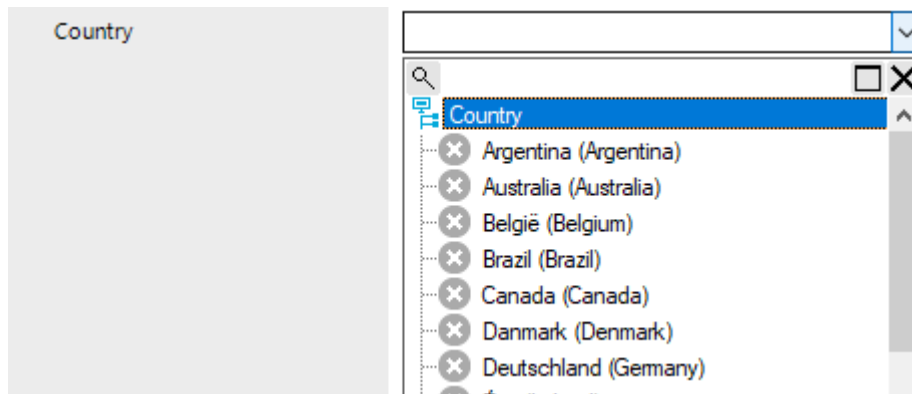 Country
Country
Argentina (Argentina)
Australia (Australia)
België (Belgium)
Brazil (Brazil)
Canada (Canada)
Danmark (Denmark)
Deutschland (Germany)